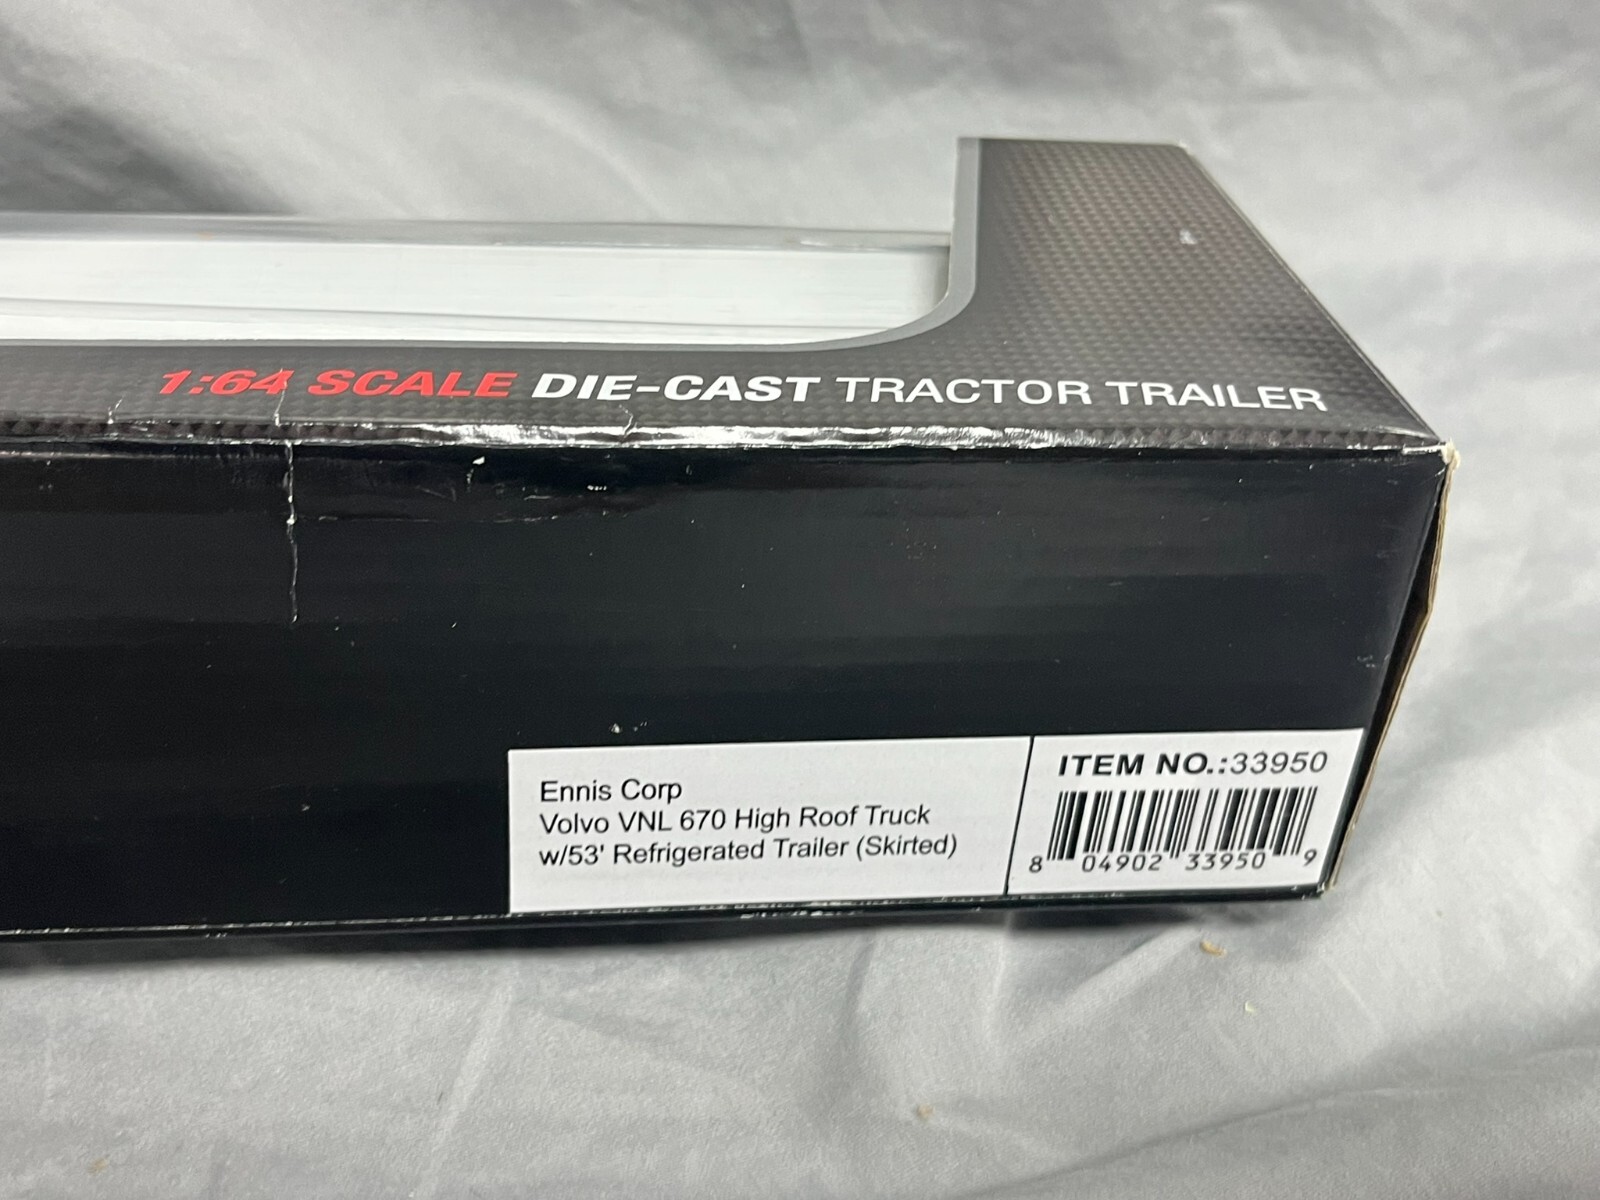 1:64 SCALE DIE-CAST TRACTOR TRAILER
Ennis Corp
Volvo VNL 670 High Roof Truck
w/53' Refrigerated Trailer (Skirted)
ITEM NO.:33950
8 04902 33950 9